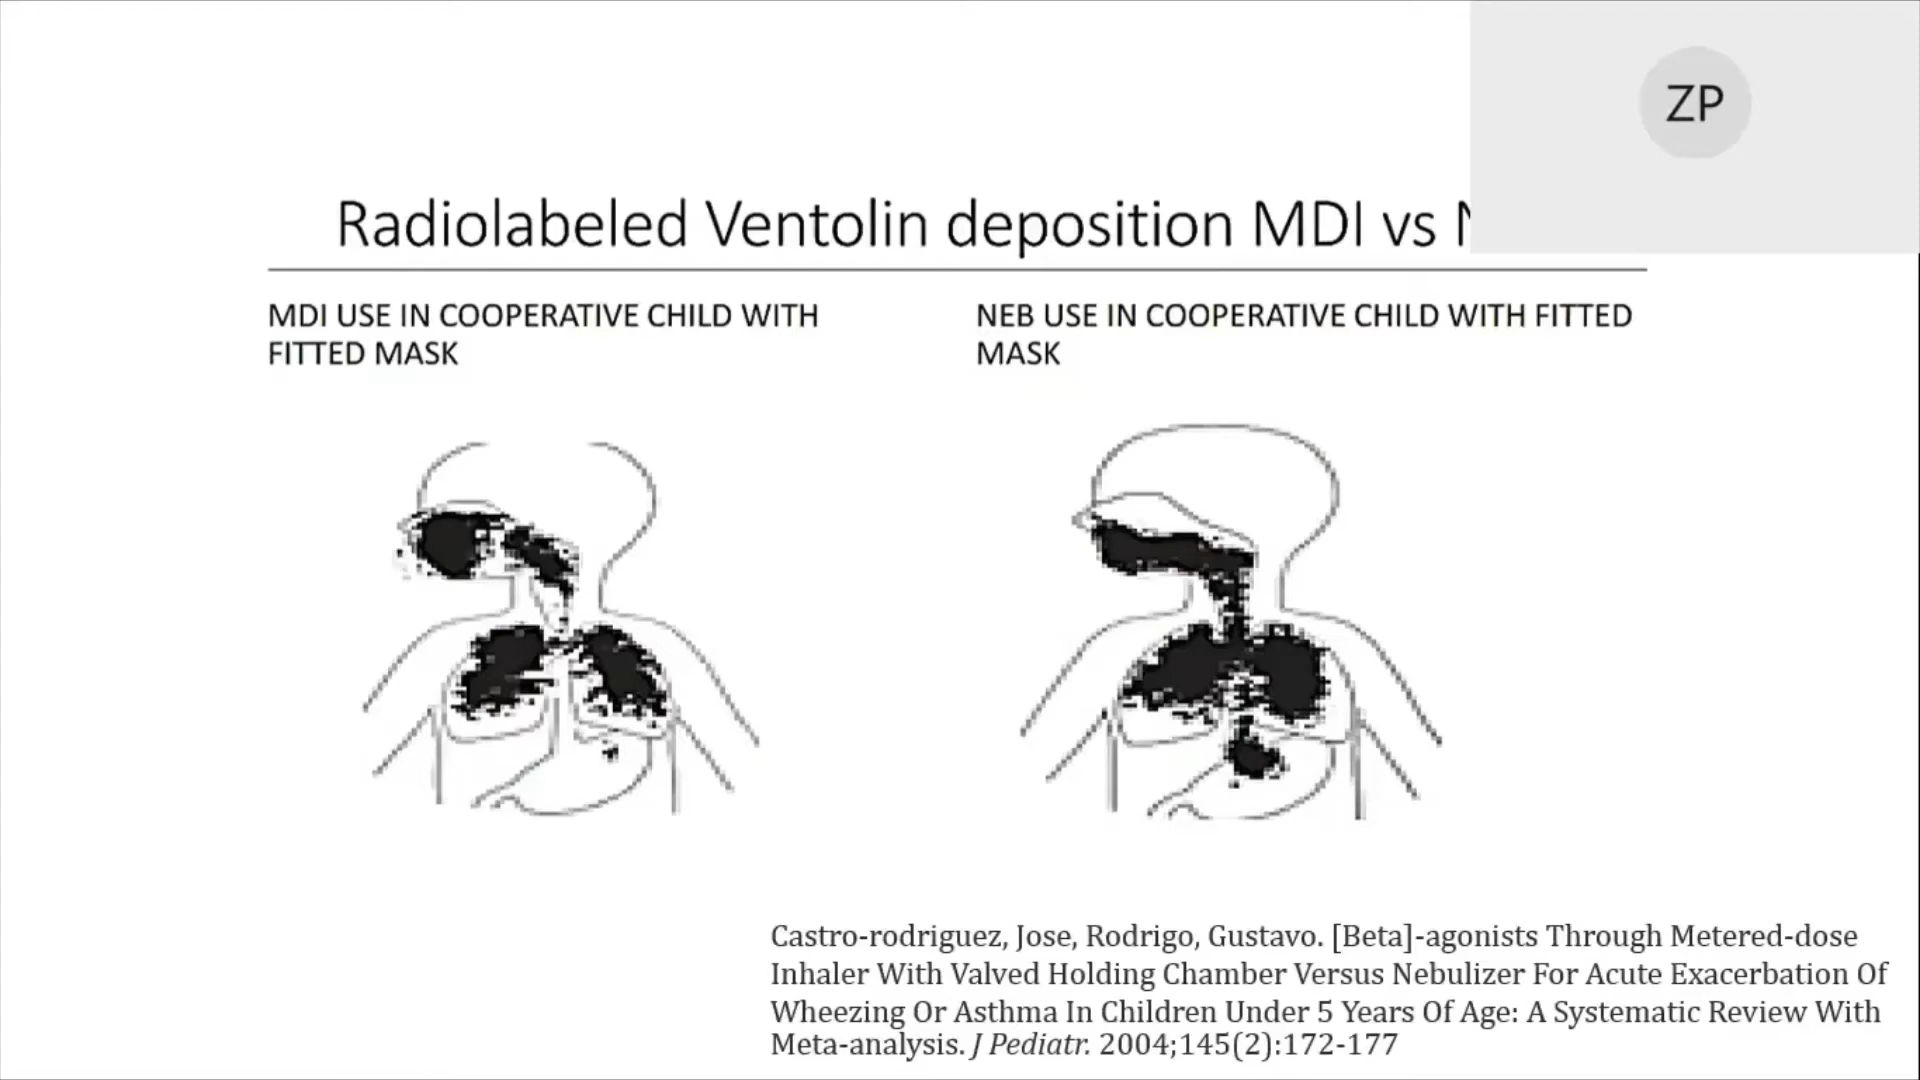 ZP
Radiolabeled Ventolin deposition MDI vs
MDI USE IN COOPERATIVE CHILD WITH
FITTED MASK
NEB USE IN COOPERATIVE CHILD WITH FITTED
MASK
Castro-rodriguez, Jose, Rodrigo, Gustavo. [Beta]-agonists Through Metered-dose
Inhaler With Valved Holding Chamber Versus Nebulizer For Acute Exacerbation Of
Wheezing Or Asthma In Children Under 5 Years Of Age: A Systematic Review With
Meta-analysis. J Pediatr. 2004;145(2):172-177